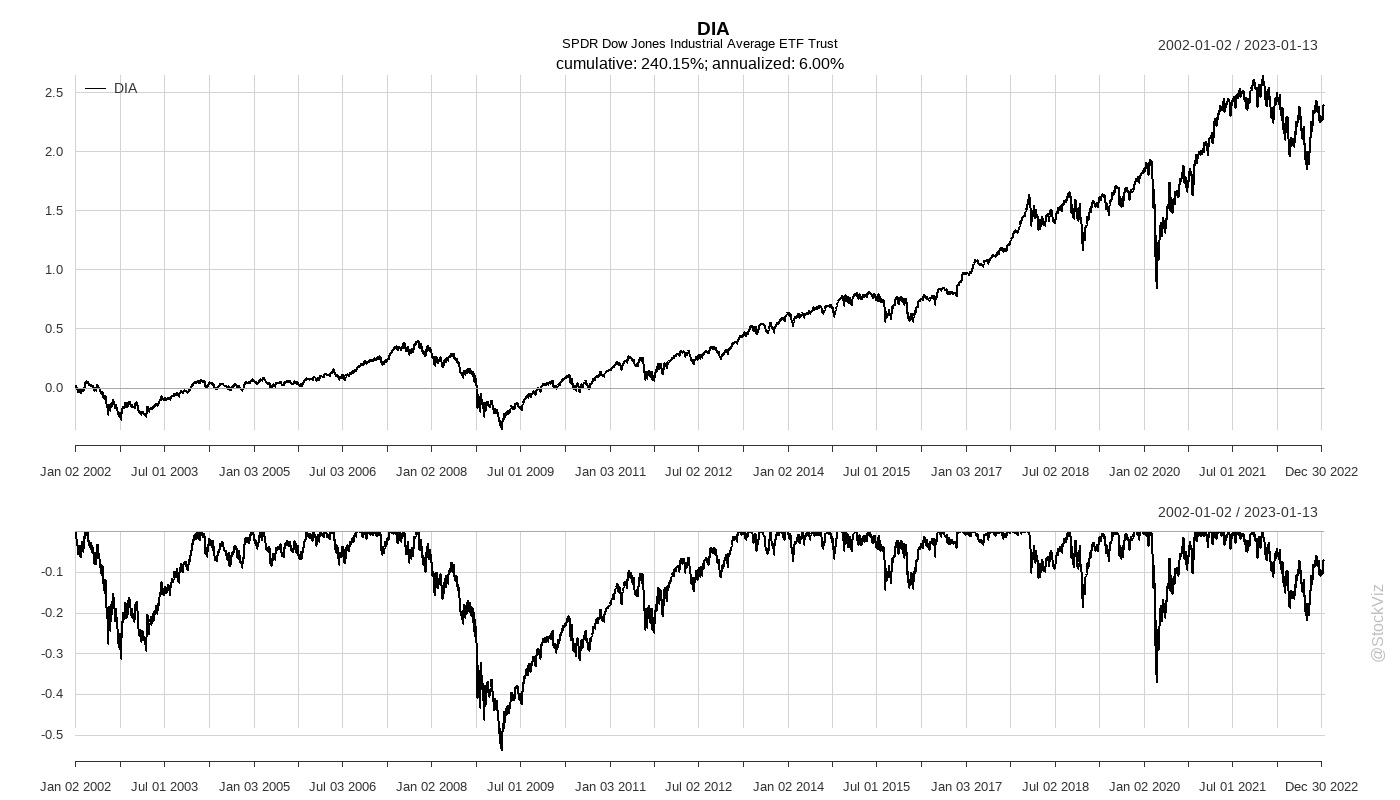 DIA
SPDR Dow Jones Industrial Average ETF Trust
cumulative: 240.15%; annualized: 6.00%
2002-01-02 / 2023-01-13
DIA
2.5
2.0
1.5
1.0
0.5
0.0
Jan 02 2002 Jul 01 2003 Jan 03 2005 Jul 03 2006 Jan 02 2008 Jul 01 2009 Jan 03 2011 Jul 02 2012 Jan 02 2014 Jul 01 2015 Jan 03 2017 Jul 02 2018 Jan 02 2020 Jul 01 2021 Dec 30 2022
2002-01-02 / 2023-01-13
-0.1
-0.2
-0.3
-0.4
-0.5
Jan 02 2002 Jul 01 2003 Jan 03 2005 Jul 03 2006 Jan 02 2008 Jul 01 2009 Jan 03 2011 Jul 02 2012 Jan 02 2014 Jul 01 2015 Jan 03 2017 Jul 02 2018 Jan 02 2020 Jul 01 2021 Dec 30 2022
@StockViz